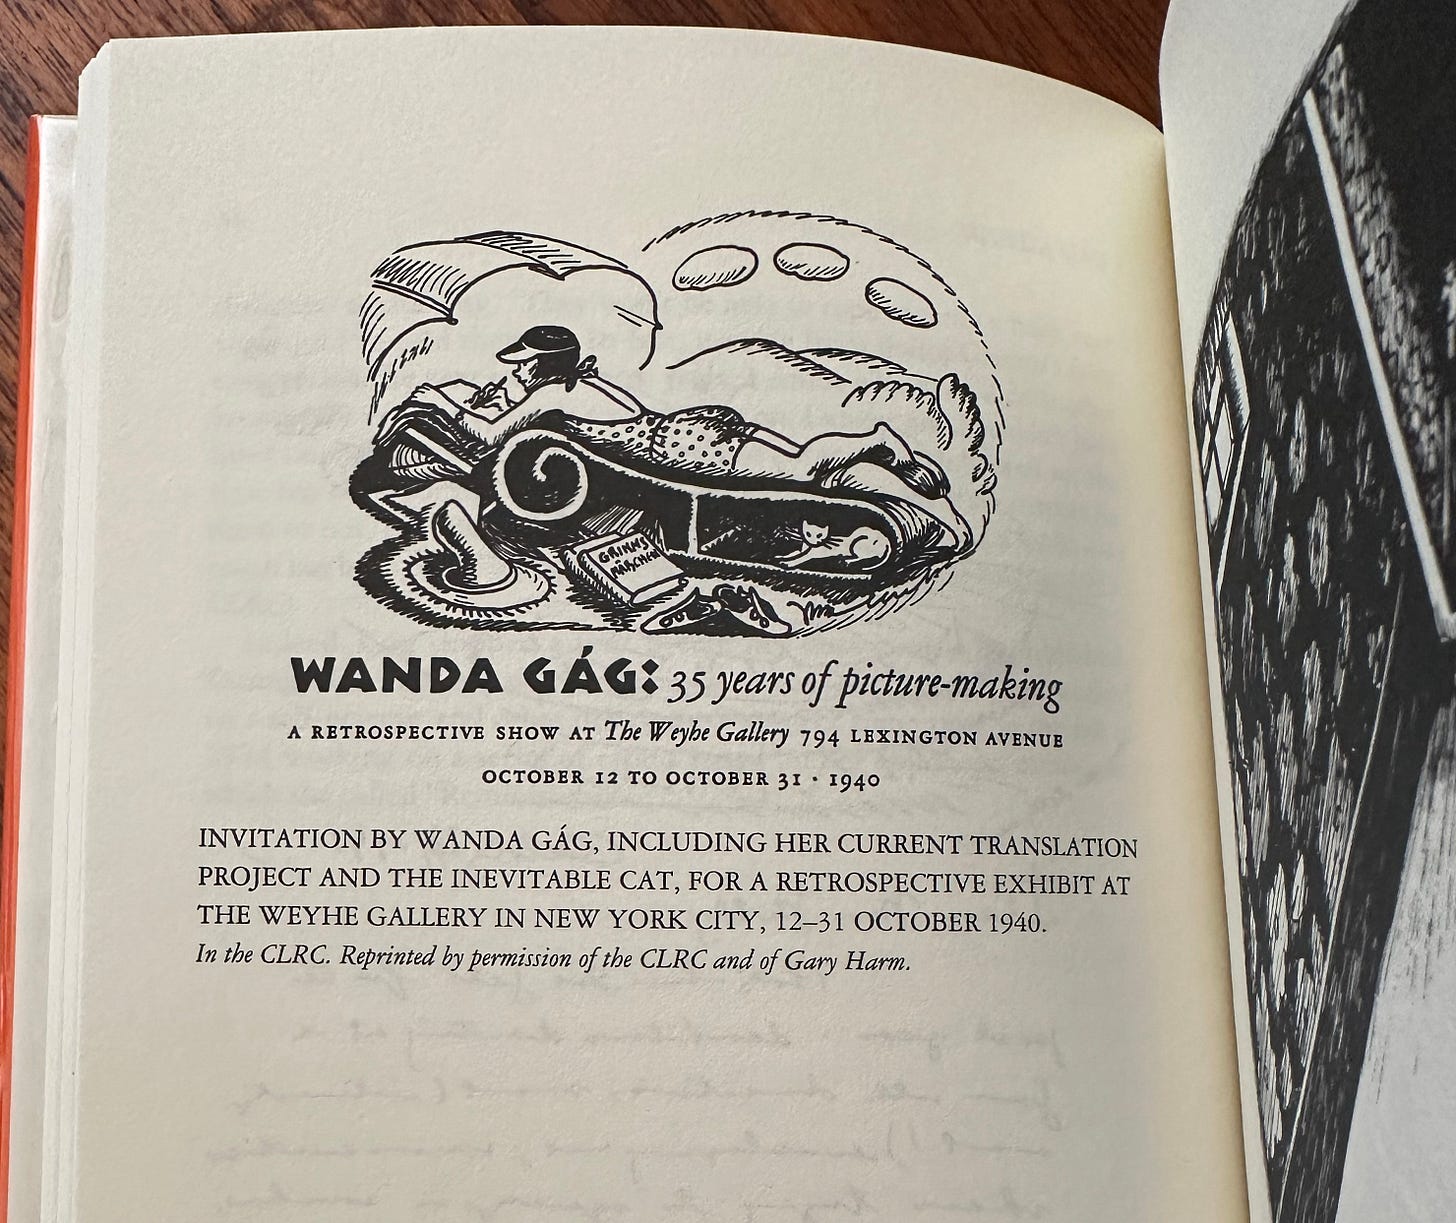 GRIMMS
MÄRCHEN
WANDA GÁG: 35 years of picture-making
A RETROSPECTIVE SHOW AT The Weyhe Gallery 794 LEXINGTON AVENUE
OCTOBER 12 TO OCTOBER 31 · 1940
INVITATION BY WANDA GÁG, INCLUDING HER CURRENT TRANSLATION
PROJECT AND THE INEVITABLE CAT, FOR A RETROSPECTIVE EXHIBIT AT
THE WEYHE GALLERY IN NEW YORK CITY, 12–31 OCTOBER 1940.
In the CLRC. Reprinted by permission of the CLRC and of Gary Harm.